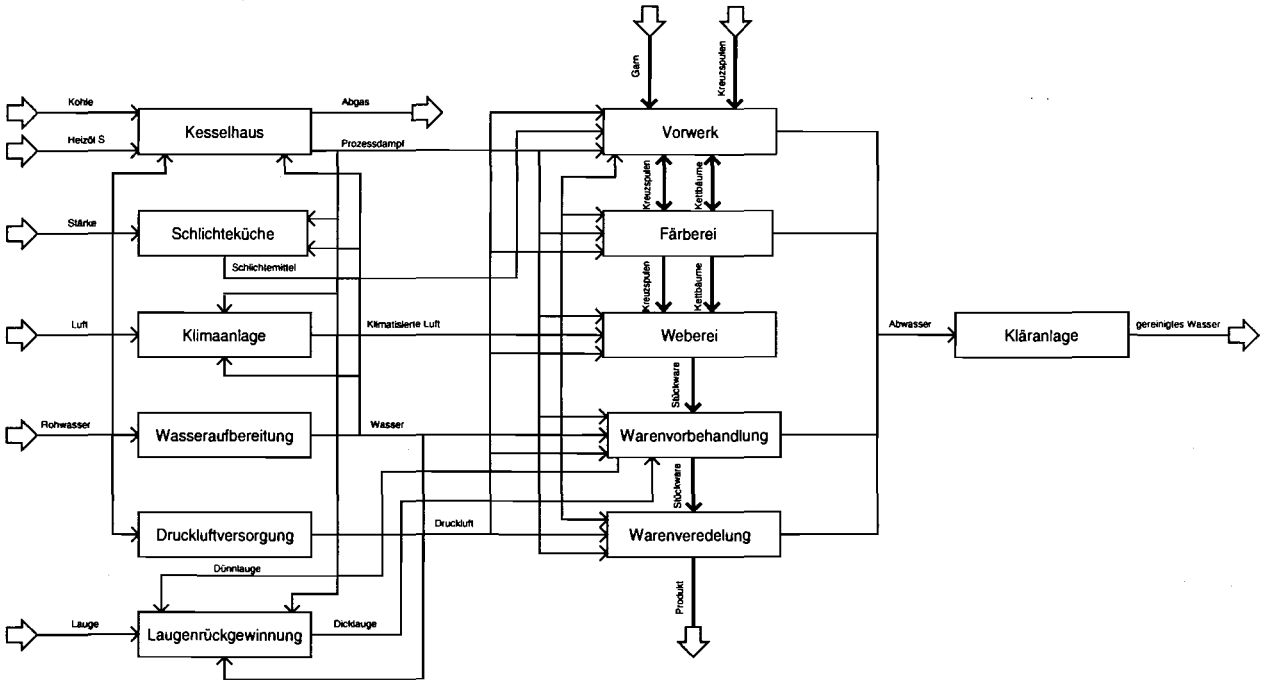 Garn
Kreuzspulen
Kohle
Abgas
Kesselhaus
Vorwerk
Heizöl S
Prozessdampf
Kreuzspulen
Kettbäume
Stärke
Schlichteküche
Färberei
Schlichtemittel
Kreuzspulen
Kettbäume
Luft
Klimaanlage
Klimatisierte Luft
Weberei
Abwasser
Kläranlage
gereinigtes Wasser
Stückware
Rohwasser
Wasseraufbereitung
Wasser
Warenvorbehandlung
Stückware
Druckluftversorgung
Druckluft
Warenveredelung
Dünnlauge
Produkt
Lauge
Laugenrückgewinnung
Dicklauge